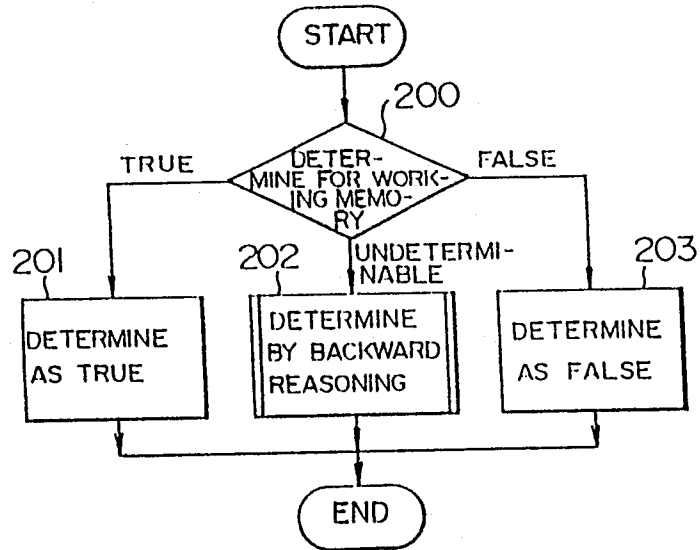 START
200
TRUE
DETER-
MINE FOR WORK-
ING MEMO-
RY
FALSE
UNDETERMI-
NABLE
201
202
203
DETERMINE
AS TRUE
DETERMINE
BY BACKWARD
REASONING
DETERMINE
AS FALSE
END